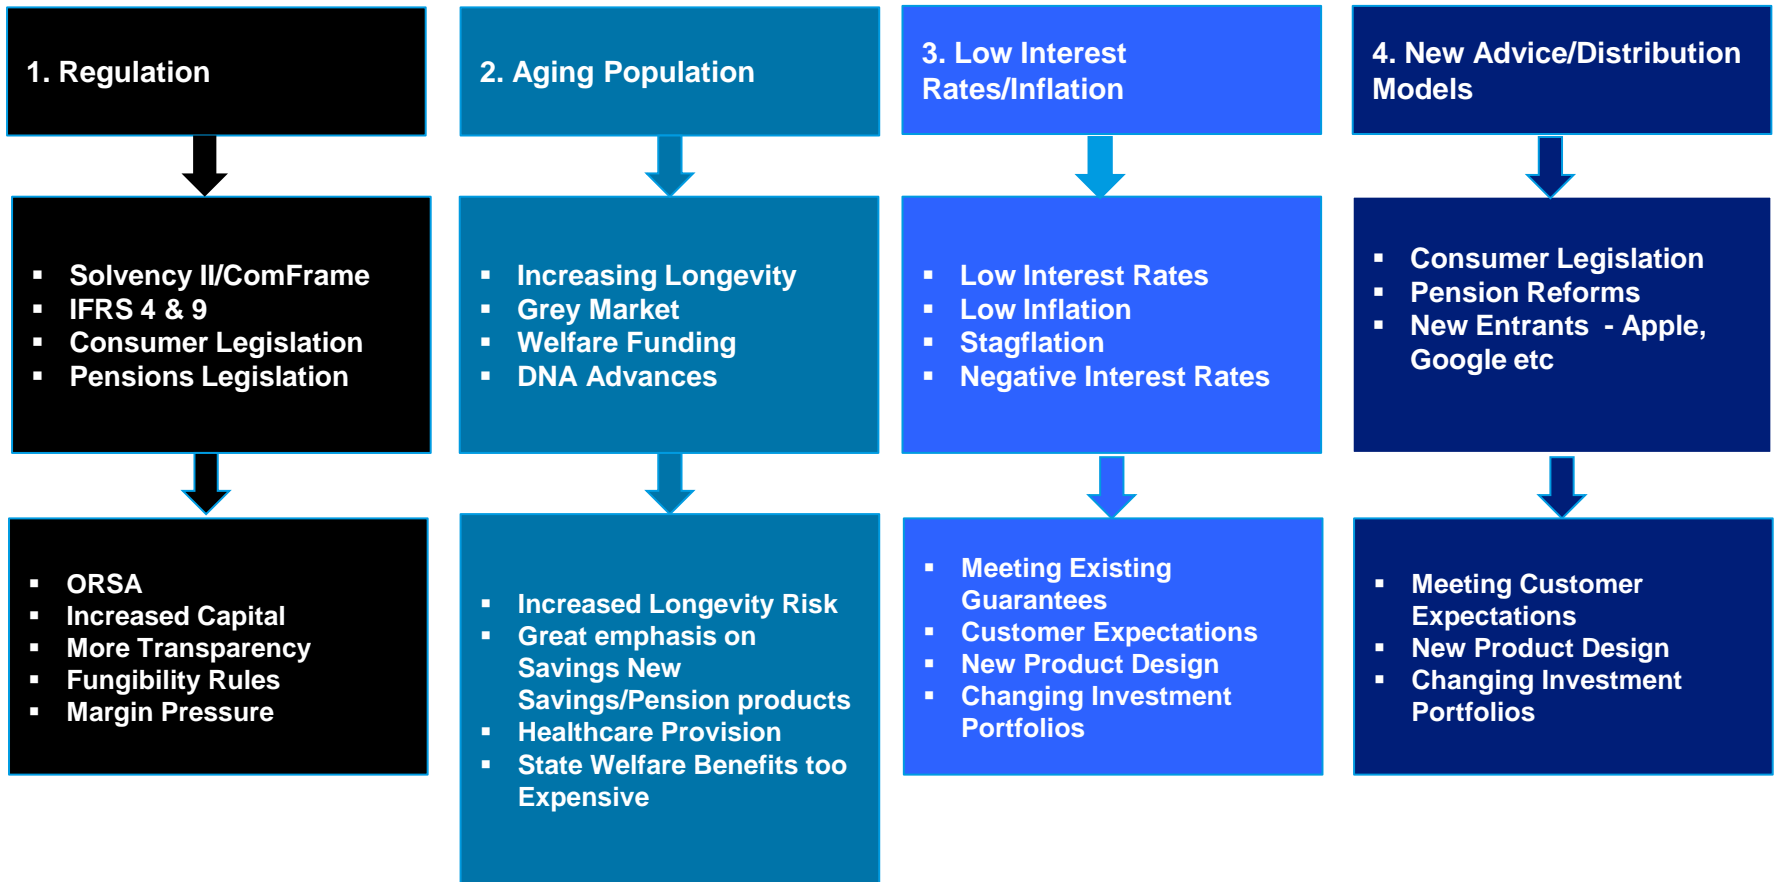 1. Regulation
2. Aging Population
3. Low Interest
Rates/Inflation
4. New Advice/Distribution
Models
▪ Solvency II/ComFrame
▪ IFRS 4 & 9
▪ Consumer Legislation
▪ Pensions Legislation
▪ Increasing Longevity
▪ Grey Market
▪ Welfare Funding
▪ DNA Advances
▪ Low Interest Rates
▪ Low Inflation
▪ Stagflation
▪ Negative Interest Rates
▪ Consumer Legislation
▪ Pension Reforms
▪ New Entrants - Apple,
Google etc
▪ ORSA
▪ Increased Capital
▪ More Transparency
▪ Fungibility Rules
▪ Margin Pressure
▪ Increased Longevity Risk
▪ Great emphasis on
Savings New
Savings/Pension products
▪ Healthcare Provision
▪ State Welfare Benefits too
Expensive
▪ Meeting Existing
Guarantees
▪ Customer Expectations
▪ New Product Design
▪ Changing Investment
Portfolios
▪ Meeting Customer
Expectations
▪ New Product Design
▪ Changing Investment
Portfolios